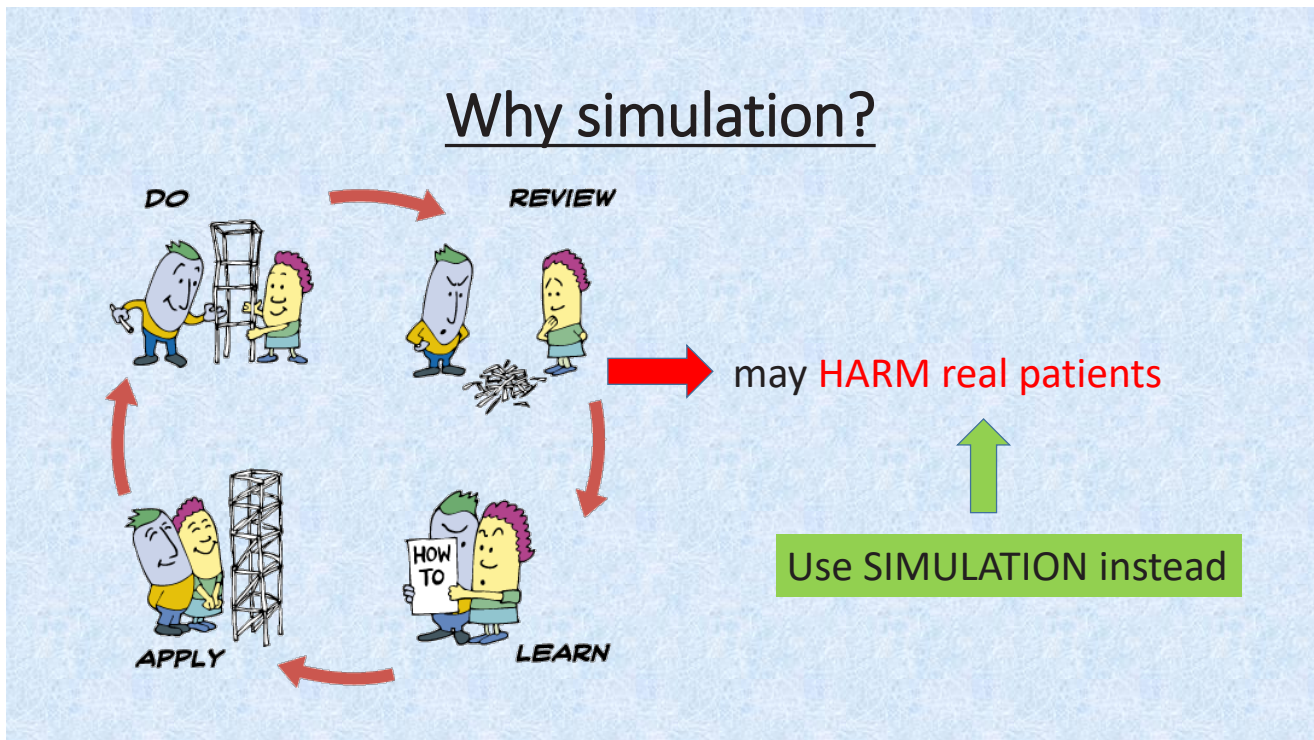 Why simulation?
DO
REVIEW
may HARM real patients
HOW
TO
Use SIMULATION instead
APPLY
LEARN